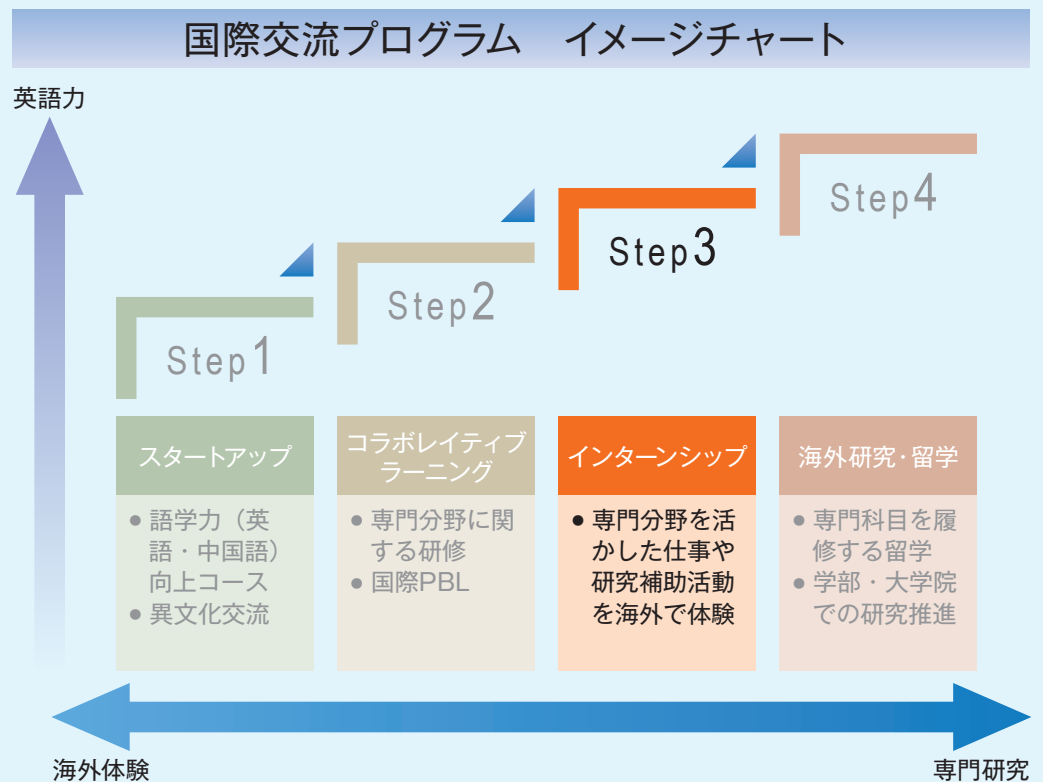 国際交流プログラム　イメージチャート
英語力
Step1
Step2
Step3
Step4
スタートアップ
● 語学力（英
語・中国語）
向上コース
● 異文化交流
コラボレイティブ
ラーニング
● 専門分野に関
する研修
● 国際PBL
インターンシップ
● 専門分野を活
かした仕事や
研究補助活動
を海外で体験
海外研究・留学
● 専門科目を履
修する留学
● 学部・大学院
での研究推進
海外体験
専門研究